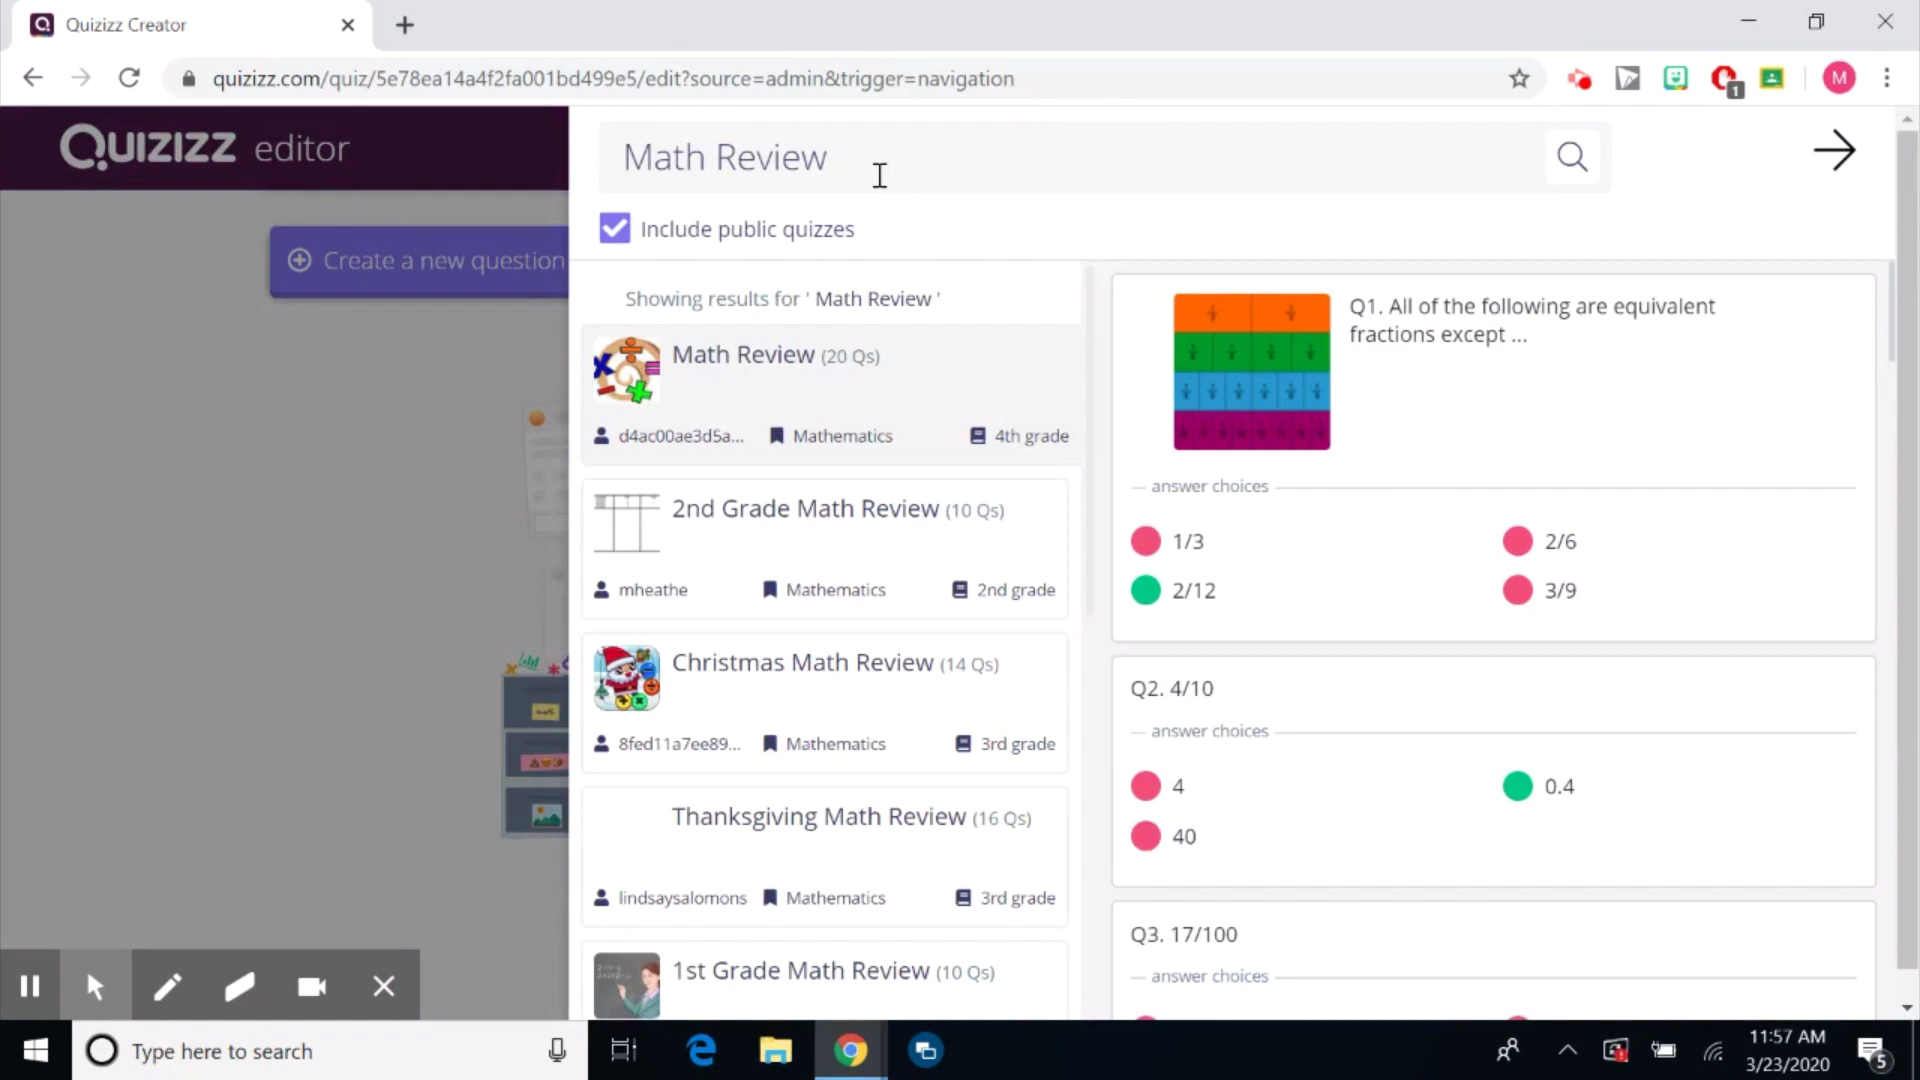 Quizizz Creator
quizizz.com/quiz/5e78ea14a4f2fa001bd499e5/edit?source=admin&trigger=navigation
1
M
QUIZIZZ editor
Math Review
Include public quizzes
Create a new question
Showing results for ' Math Review '
Math Review (20 Qs)
d4ac00ae3d5a... Mathematics 4th grade
2nd Grade Math Review (10 Qs)
mheathe Mathematics 2nd grade
Christmas Math Review (14 Qs)
8fed11a7ee89... Mathematics 3rd grade
Thanksgiving Math Review (16 Qs)
lindsaysalomons Mathematics 3rd grade
1st Grade Math Review (10 Qs)
Q1. All of the following are equivalent
fractions except ...
answer choices
1/3 2/6
2/12 3/9
Q2. 4/10
answer choices
4 0.4
40
Q3. 17/100
answer choices
Type here to search
11:57 AM
3/23/2020
5